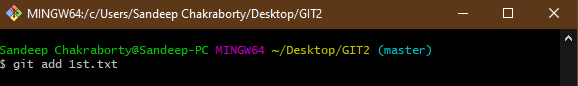 MINGW64:/c/Users/Sandeep Chakraborty/Desktop/GIT2
Sandeep Chakraborty@Sandeep-PC MINGW64 ~/Desktop/GIT2 (master)
$ git add 1st.txt